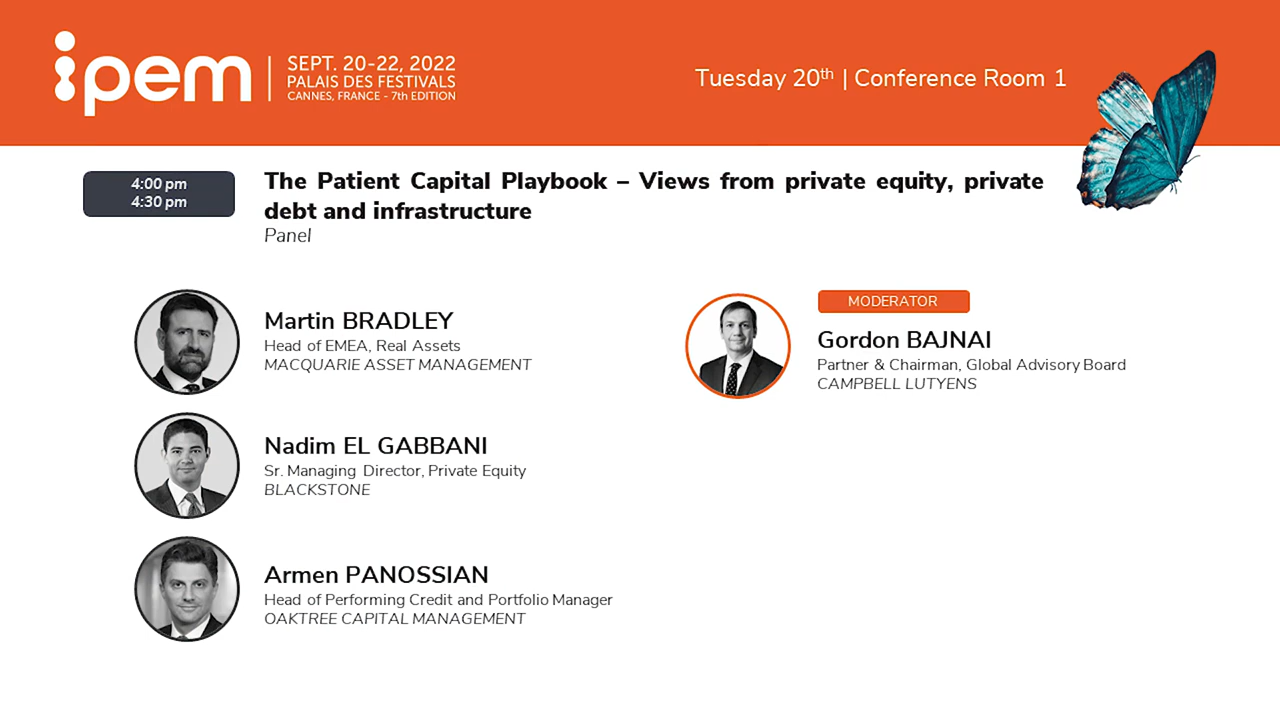 ipem
SEPT. 20-22, 2022
PALAIS DES FESTIVALS
CANNES, FRANCE - 7th EDITION
Tuesday 20th | Conference Room 1
4:00 pm
4:30 pm
The Patient Capital Playbook – Views from private equity, private
debt and infrastructure
Panel
Martin BRADLEY
Head of EMEA, Real Assets
MACQUARIE ASSET MANAGEMENT
Nadim EL GABBANI
Sr. Managing Director, Private Equity
BLACKSTONE
Armen PANOSSIAN
Head of Performing Credit and Portfolio Manager
OAKTREE CAPITAL MANAGEMENT
MODERATOR
Gordon BAJNAI
Partner & Chairman, Global Advisory Board
CAMPBELL LUTYENS